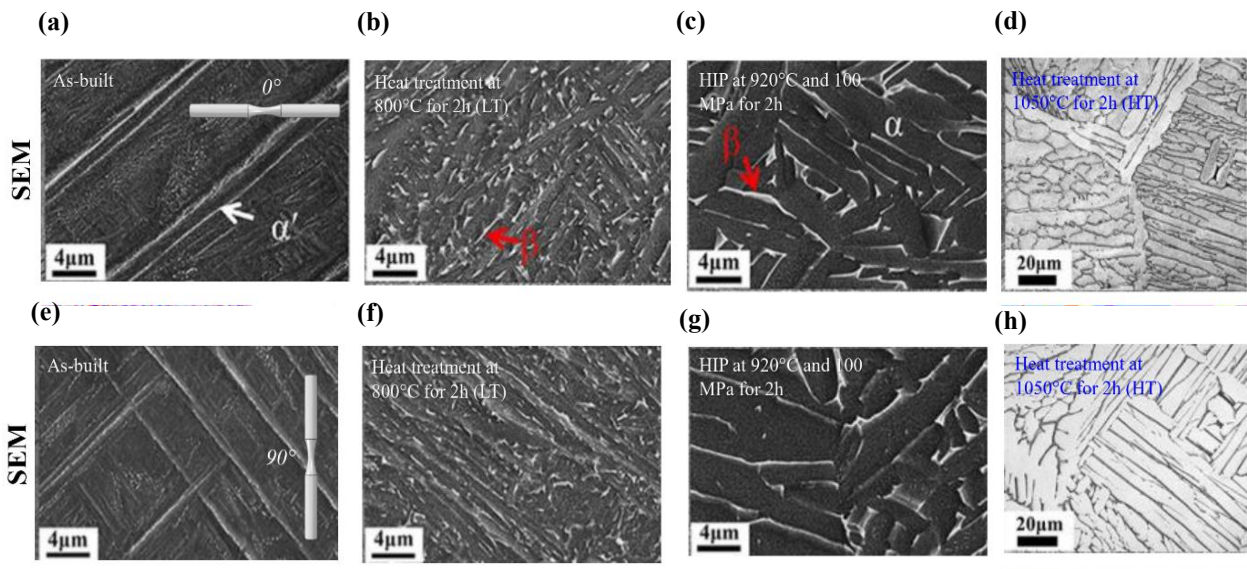 (a)
(b)
(c)
(d)
SEM
As-built
0°
α′
4μm
Heat treatment at
800°C for 2h (LT)
β
4μm
HIP at 920°C and 100
MPa for 2h
α
β
4μm
Heat treatment at
1050°C for 2h (HT)
20μm
(e)
(f)
(g)
(h)
SEM
As-built
90°
4μm
Heat treatment at
800°C for 2h (LT)
4μm
HIP at 920°C and 100
MPa for 2h
4μm
Heat treatment at
1050°C for 2h (HT)
20μm